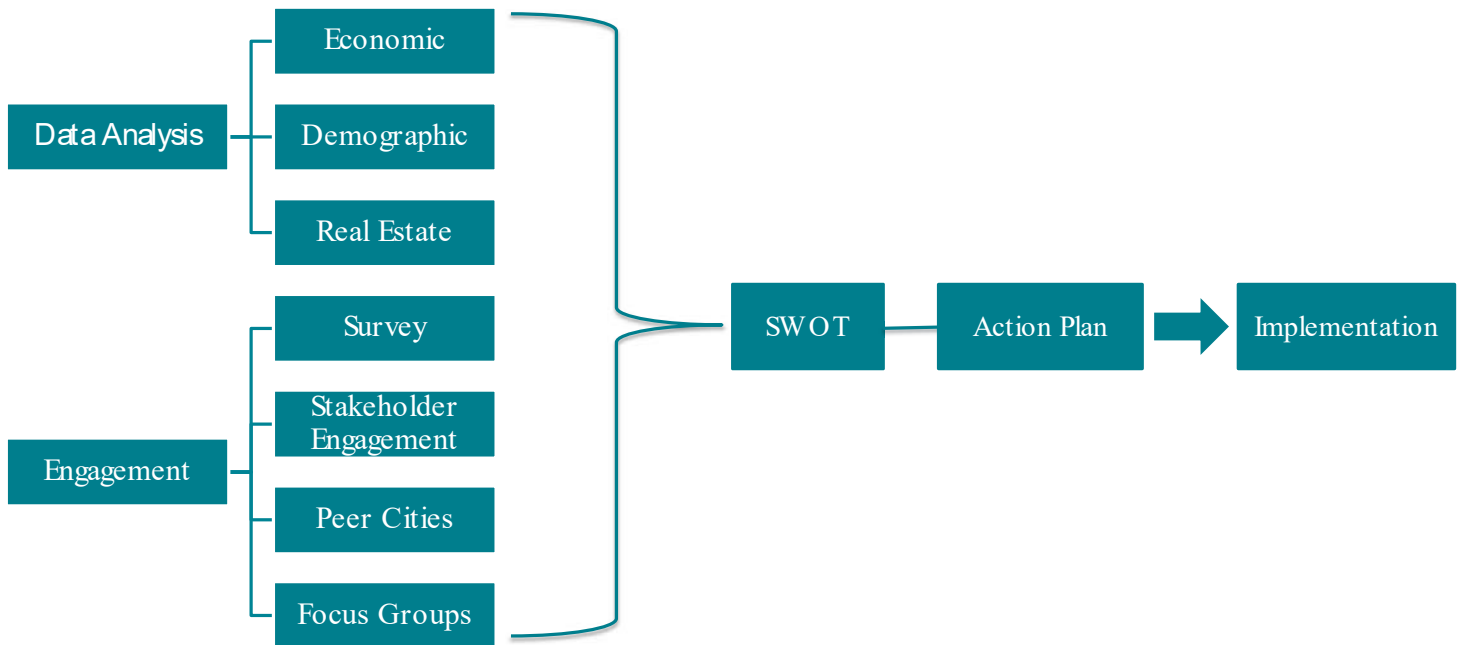 Data Analysis
Economic
Demographic
Real Estate
Engagement
Survey
Stakeholder
Engagement
Peer Cities
Focus Groups
SWOT
Action Plan
Implementation